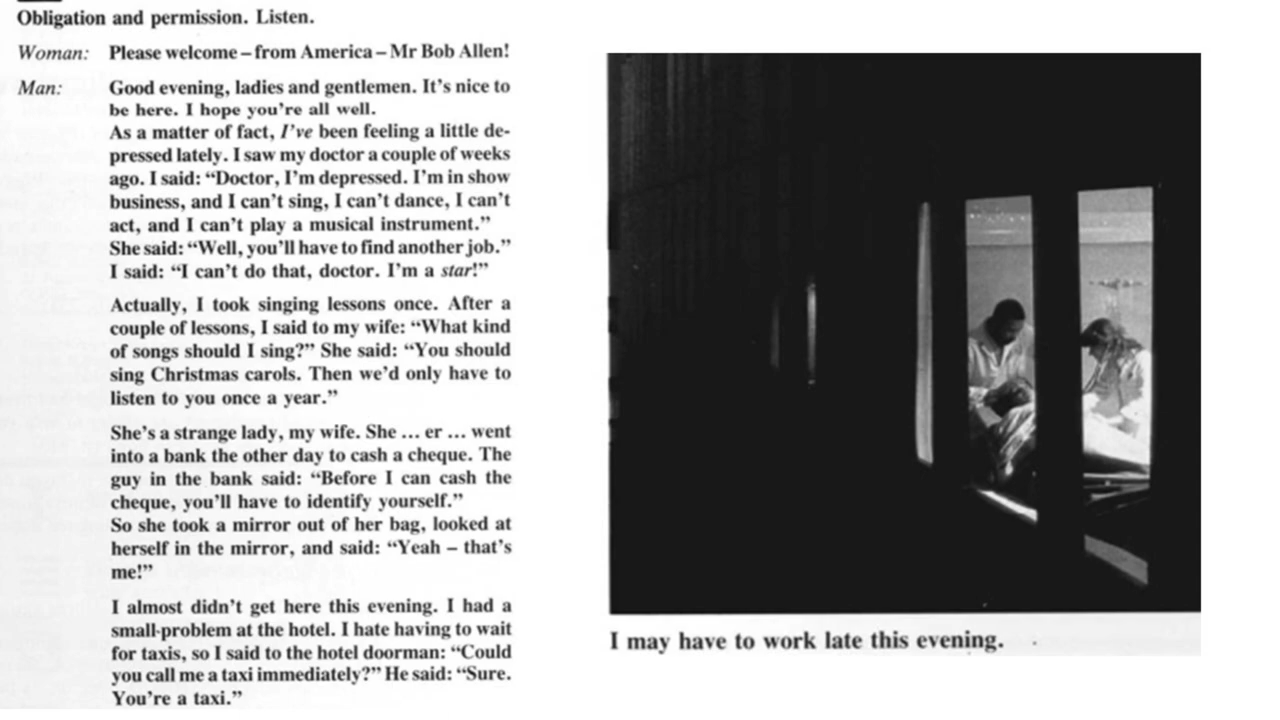 Obligation and permission. Listen.
Woman: Please welcome – from America – Mr Bob Allen!
Man: Good evening, ladies and gentlemen. It's nice to
be here. I hope you're all well.
As a matter of fact, I've been feeling a little de-
pressed lately. I saw my doctor a couple of weeks
ago. I said: “Doctor, I'm depressed. I'm in show
business, and I can't sing, I can't dance, I can't
act, and I can't play a musical instrument.”
She said: “Well, you'll have to find another job.”
I said: “I can't do that, doctor. I'm a star!”
Actually, I took singing lessons once. After a
couple of lessons, I said to my wife: “What kind
of songs should I sing?” She said: “You should
sing Christmas carols. Then we'd only have to
listen to you once a year.”
She's a strange lady, my wife. She ... er ... went
into a bank the other day to cash a cheque. The
guy in the bank said: “Before I can cash the
cheque, you'll have to identify yourself.”
So she took a mirror out of her bag, looked at
herself in the mirror, and said: “Yeah – that's
me!”
I almost didn't get here this evening. I had a
small problem at the hotel. I hate having to wait
for taxis, so I said to the hotel doorman: “Could
you call me a taxi immediately?” He said: “Sure.
You're a taxi.”
I may have to work late this evening.